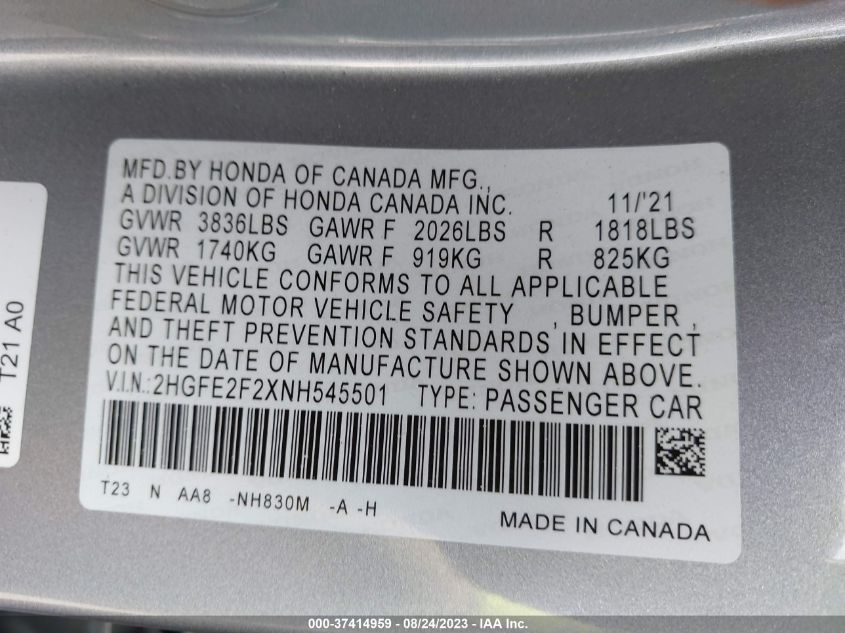 MFD.BY HONDA OF CANADA MFG.,
A DIVISION OF HONDA CANADA INC. 11/'21
GVWR 3836LBS GAWR F 2026LBS R 1818LBS
GVWR 1740KG GAWR F 919KG R 825KG
THIS VEHICLE CONFORMS TO ALL APPLICABLE
FEDERAL MOTOR VEHICLE SAFETY , BUMPER ,
AND THEFT PREVENTION STANDARDS IN EFFECT
ON THE DATE OF MANUFACTURE SHOWN ABOVE.
V.I.N.:2HGFE2F2XNH545501 TYPE: PASSENGER CAR
T23 N AA8 -NH830M -A -H
MADE IN CANADA
T21 A0
000-37414959 - 08/24/2023 - IAA Inc.